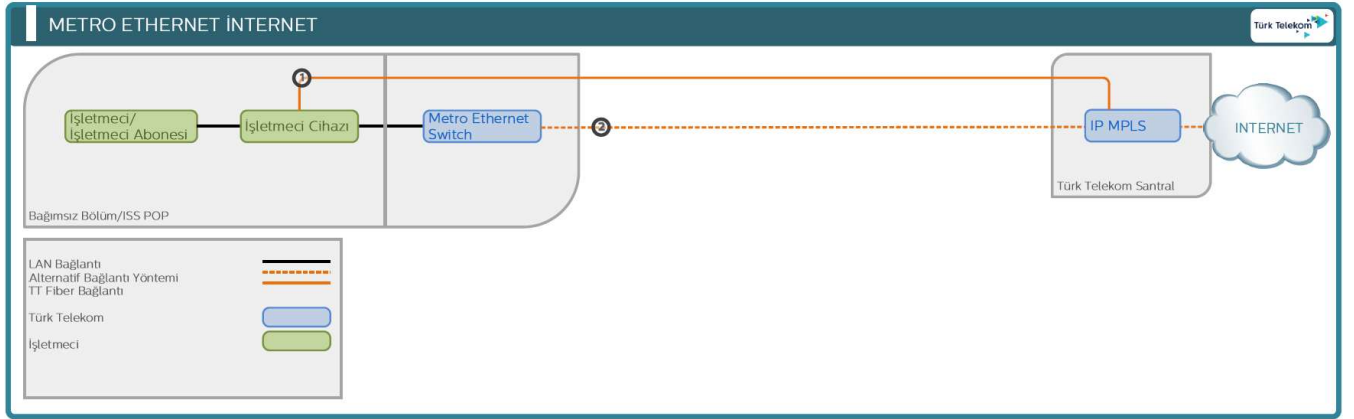 METRO ETHERNET İNTERNET
Türk Telekom
1
İşletmeci/
İşletmeci Abonesi
İşletmeci Cihazı
Metro Ethernet
Switch
2
IP MPLS
INTERNET
Türk Telekom Santral
Bağımsız Bölüm/ISS POP
LAN Bağlantı
Alternatif Bağlantı Yöntemi
TT Fiber Bağlantı
Türk Telekom
İşletmeci